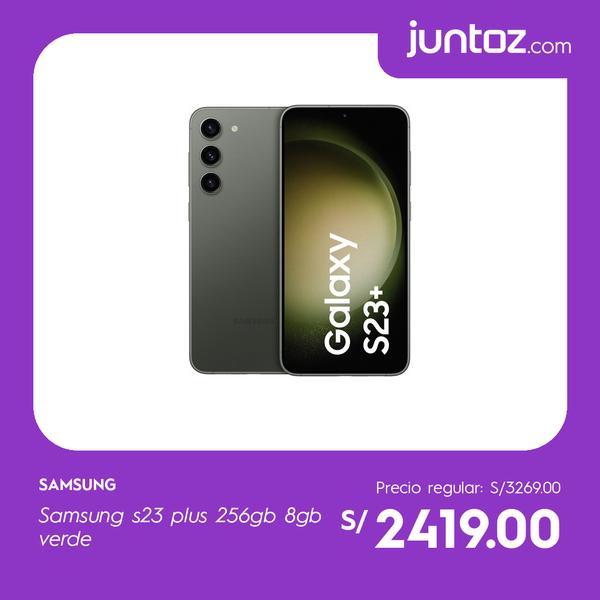 juntoz.com
SAMSUNG
Galaxy
S23+
SAMSUNG
Samsung s23 plus 256gb 8gb
verde
Precio regular: S/3269.00
S/ 2419.00